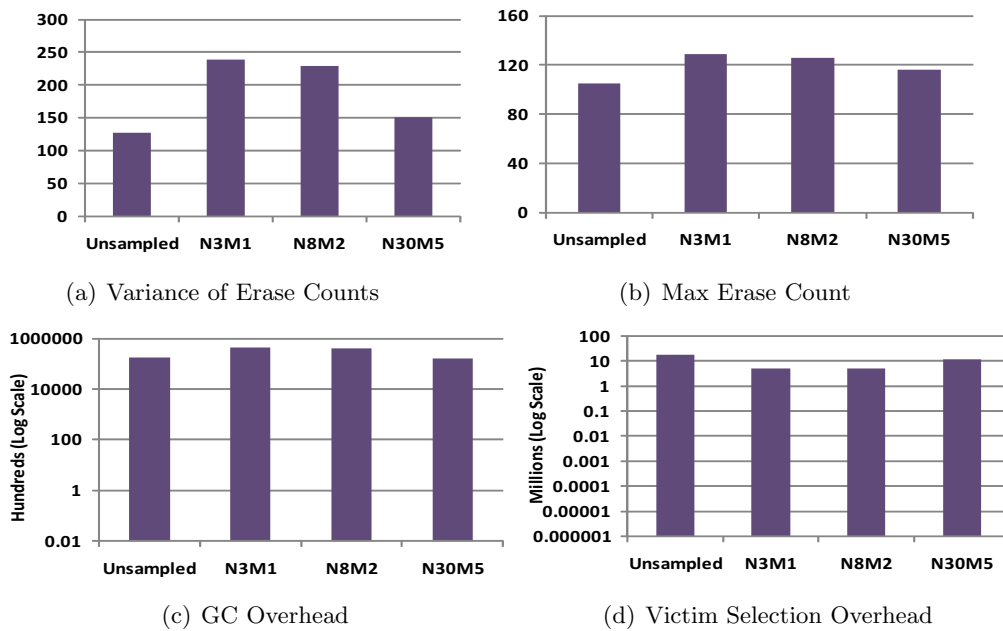 300
250
200
150
100
50
0
Unsampled N3M1 N8M2 N30M5
(a) Variance of Erase Counts
160
120
80
40
0
Unsampled N3M1 N8M2 N30M5
(b) Max Erase Count
Hundreds (Log Scale)
1000000
10000
100
1
0.01
Unsampled N3M1 N8M2 N30M5
(c) GC Overhead
Millions (Log Scale)
100
10
1
0.1
0.01
0.001
0.0001
0.00001
0.000001
Unsampled N3M1 N8M2 N30M5
(d) Victim Selection Overhead